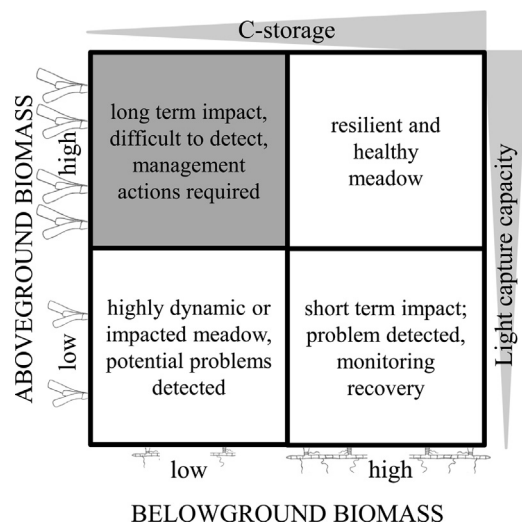 C-storage
ABOVEGROUND BIOMASS
high
low
long term impact,
difficult to detect,
management
actions required
resilient and
healthy
meadow
highly dynamic or
impacted meadow,
potential problems
detected
short term impact;
problem detected,
monitoring
recovery
Light capture capacity
low
high
BELOWGROUND BIOMASS